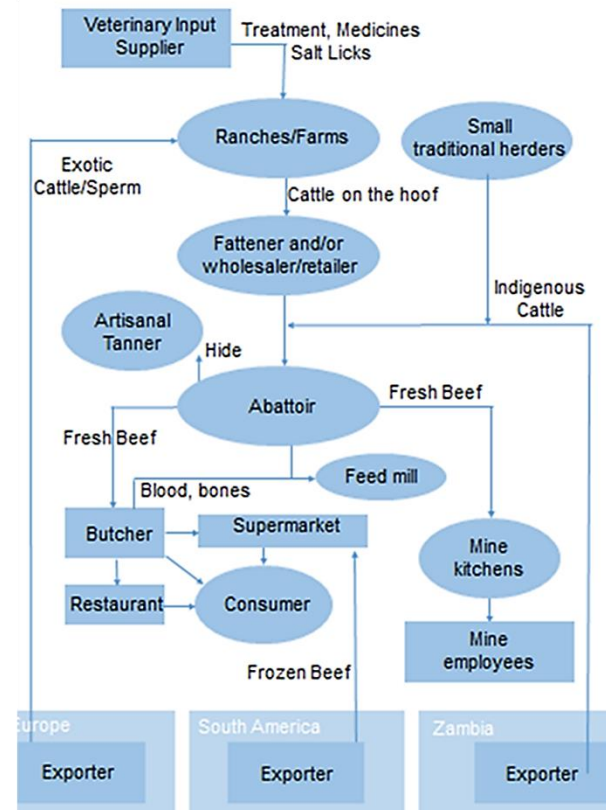 Veterinary Input
Supplier
Treatment, Medicines
Salt Licks
Ranches/Farms
Small
traditional herders
Exotic
Cattle/Sperm
Cattle on the hoof
Fattener and/or
wholesaler/retailer
Indigenous
Cattle
Artisanal
Tanner
Hide
Abattoir
Fresh Beef
Fresh Beef
Feed mill
Blood, bones
Butcher
Supermarket
Mine
kitchens
Restaurant
Consumer
Mine
employees
Frozen Beef
Europe
South America
Zambia
Exporter
Exporter
Exporter